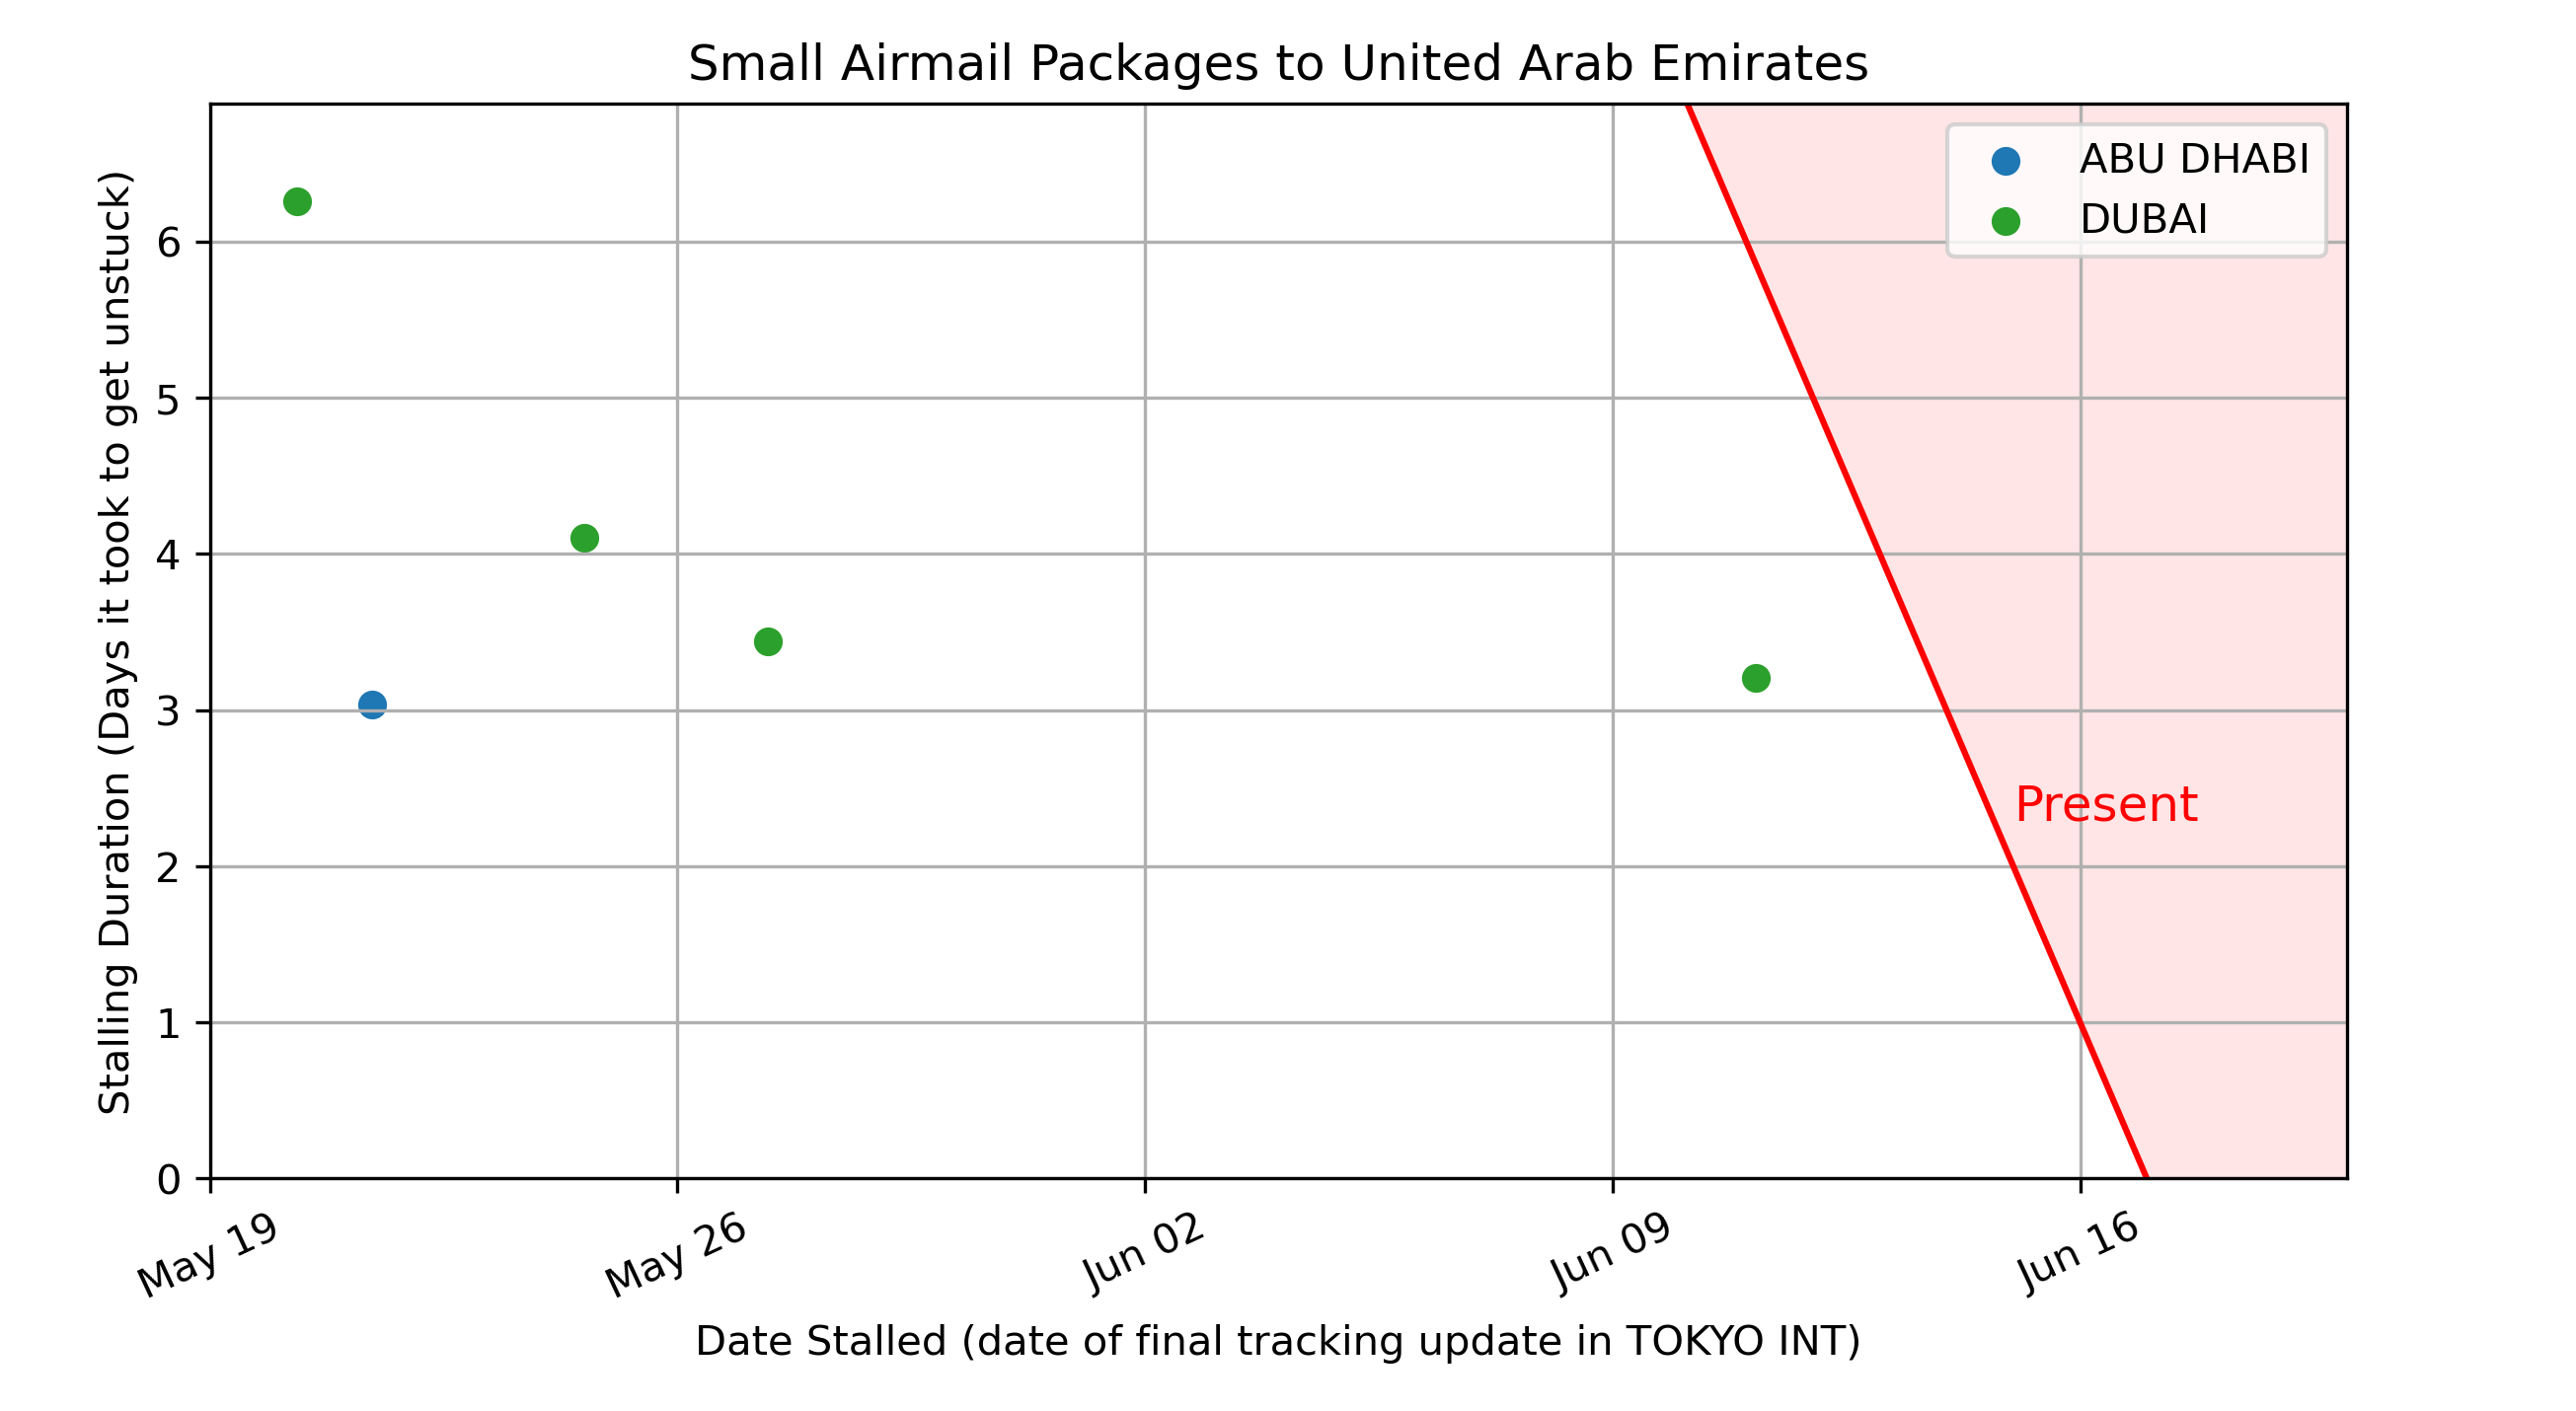 Small Airmail Packages to United Arab Emirates
ABU DHABI
DUBAI
Stalling Duration (Days it took to get unstuck)
6
5
4
3
2
1
0
Present
May 19
May 26
Jun 02
Jun 09
Jun 16
Date Stalled (date of final tracking update in TOKYO INT)